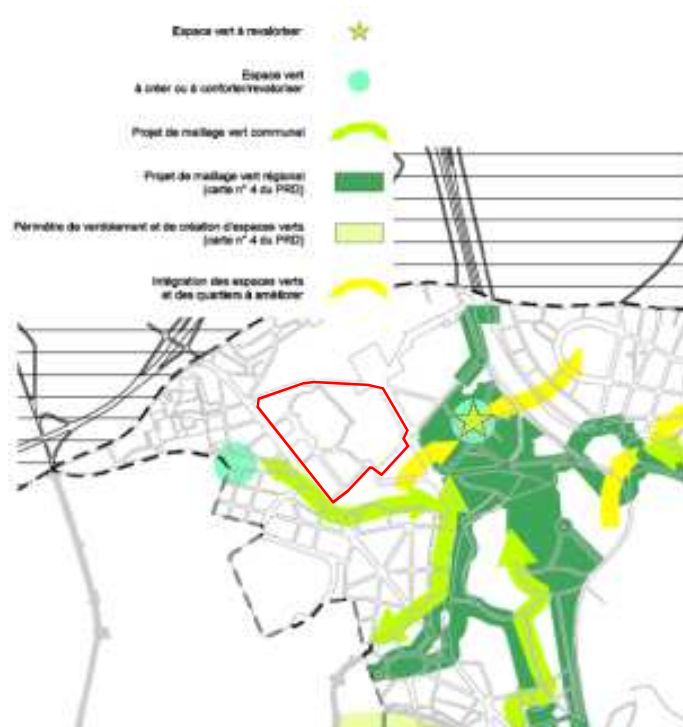 Espace vert à revaloriser
Espace vert
à créer ou à conforter/revaloriser
Projet de maillage vert communal
Projet de maillage vert régional
(carte n° 4 du PRD)
Périmètre de verdoiement et de création d'espaces verts
(carte n° 4 du PRD)
Intégration des espaces verts
et des quartiers à améliorer